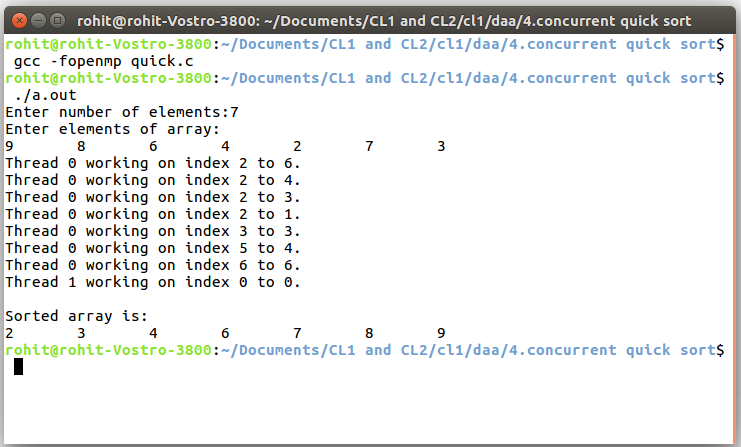 rohit@rohit-Vostro-3800: ~/Documents/CL1 and CL2/cl1/daa/4.concurrent quick sort
rohit@rohit-Vostro-3800:~/Documents/CL1 and CL2/cl1/daa/4.concurrent quick sort$
gcc -fopenmp quick.c
rohit@rohit-Vostro-3800:~/Documents/CL1 and CL2/cl1/daa/4.concurrent quick sort$
./a.out
Enter number of elements:7
Enter elements of array:
9 8 6 4 2 7 3
Thread 0 working on index 2 to 6.
Thread 0 working on index 2 to 4.
Thread 0 working on index 2 to 3.
Thread 0 working on index 2 to 1.
Thread 0 working on index 3 to 3.
Thread 0 working on index 5 to 4.
Thread 0 working on index 6 to 6.
Thread 1 working on index 0 to 0.
Sorted array is:
2 3 4 6 7 8 9
rohit@rohit-Vostro-3800:~/Documents/CL1 and CL2/cl1/daa/4.concurrent quick sort$